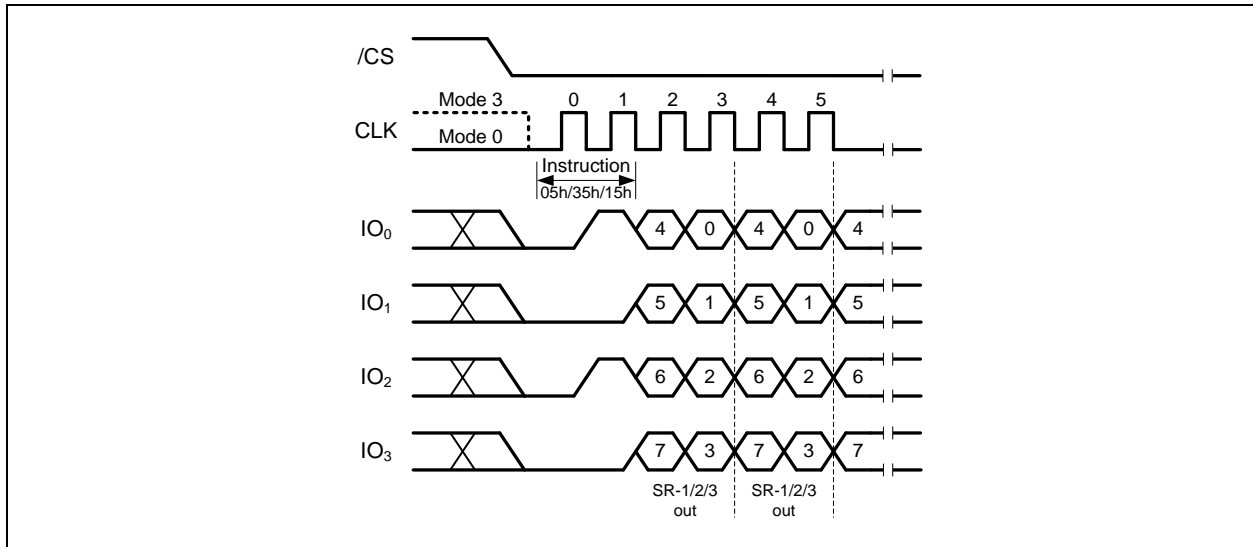 /CS
Mode 3 0 1 2 3 4 5
CLK Mode 0
Instruction
05h/35h/15h
IO₀ 4 0 4 0 4
IO₁ 5 1 5 1 5
IO₂ 6 2 6 2 6
IO₃ 7 3 7 3 7
SR-1/2/3 SR-1/2/3
out out